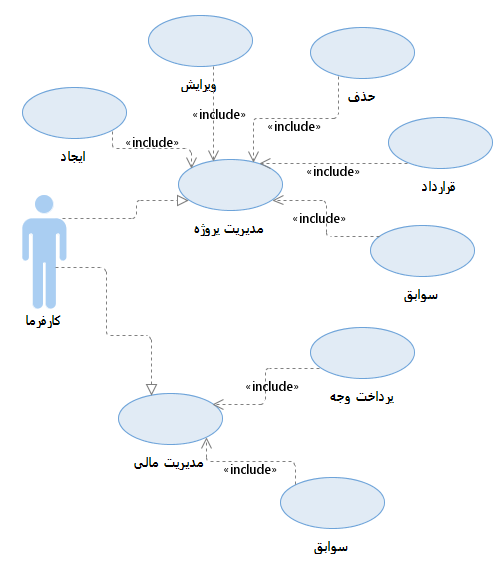 ویرایش
حذف
«include»
«include»
«include»
ایجاد
«include»
قرارداد
«include»
مدیریت پروژه
سوابق
کارفرما
«include»
پرداخت وجه
مدیریت مالی
«include»
سوابق